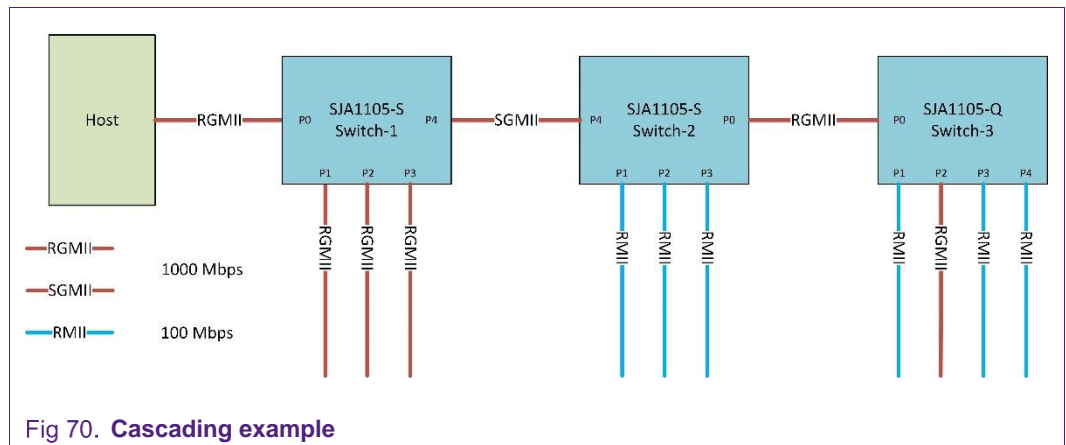 Host
RGMII
P0
SJA1105-S
Switch-1
P4
P1
P2
P3
RGMII
RGMII
RGMII
SGMII
P4
SJA1105-S
Switch-2
P0
P1
P2
P3
RMII
RMII
RMII
RGMII
P0
SJA1105-Q
Switch-3
P1
P2
P3
P4
RMII
RGMII
RMII
RMII
RGMII
1000 Mbps
SGMII
RMII 100 Mbps
Fig 70. Cascading example